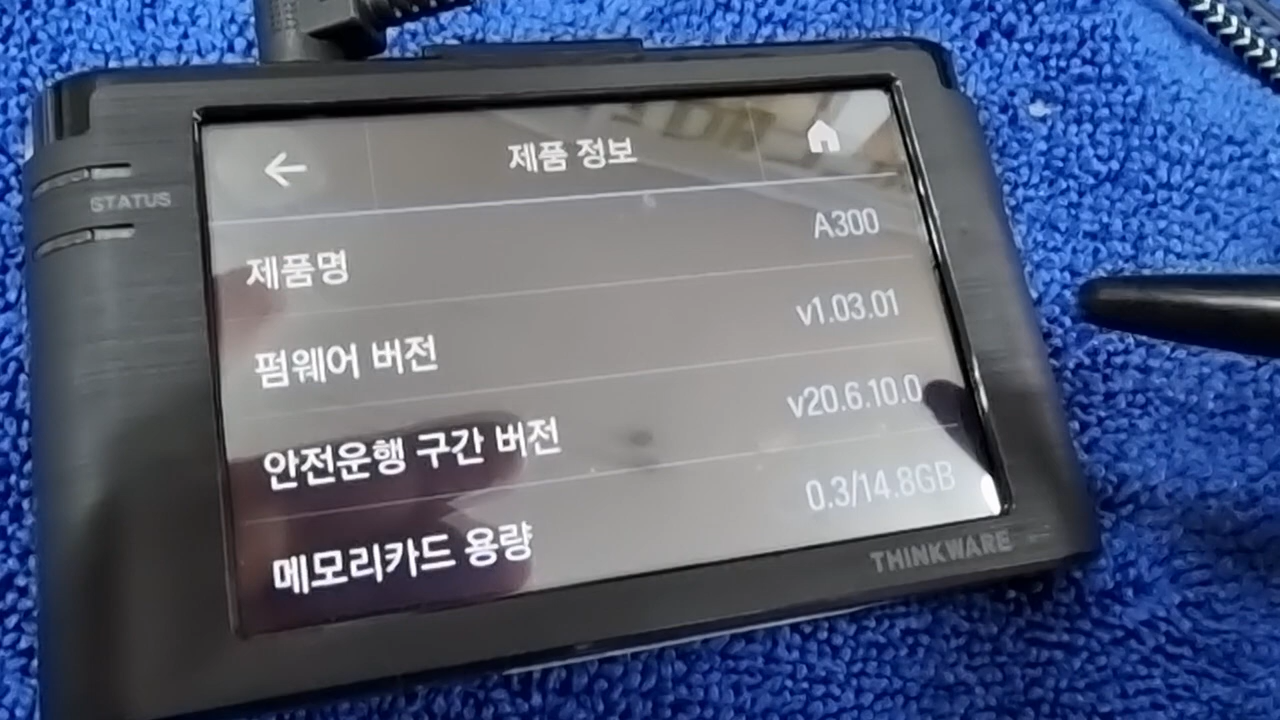 제품 정보
STATUS
제품명 A300
펌웨어 버전 v1.03.01
안전운행 구간 버전 v20.6.10.0
메모리카드 용량 0.3/14.8GB
THINKWARE